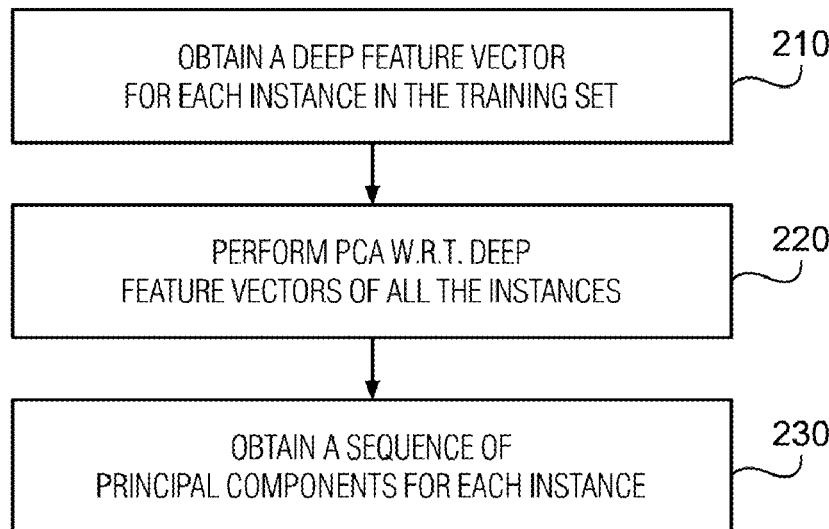 OBTAIN A DEEP FEATURE VECTOR
FOR EACH INSTANCE IN THE TRAINING SET
210
PERFORM PCA W.R.T. DEEP
FEATURE VECTORS OF ALL THE INSTANCES
220
OBTAIN A SEQUENCE OF
PRINCIPAL COMPONENTS FOR EACH INSTANCE
230